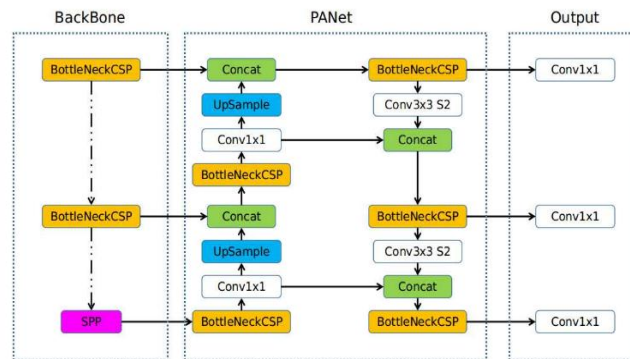 BackBone PANet Output
BottleNeckCSP Concat BottleNeckCSP Conv1x1
UpSample Conv3x3 S2
Conv1x1 Concat
BottleNeckCSP
BottleNeckCSP Concat BottleNeckCSP Conv1x1
UpSample Conv3x3 S2
Conv1x1 Concat
SPP BottleNeckCSP BottleNeckCSP Conv1x1